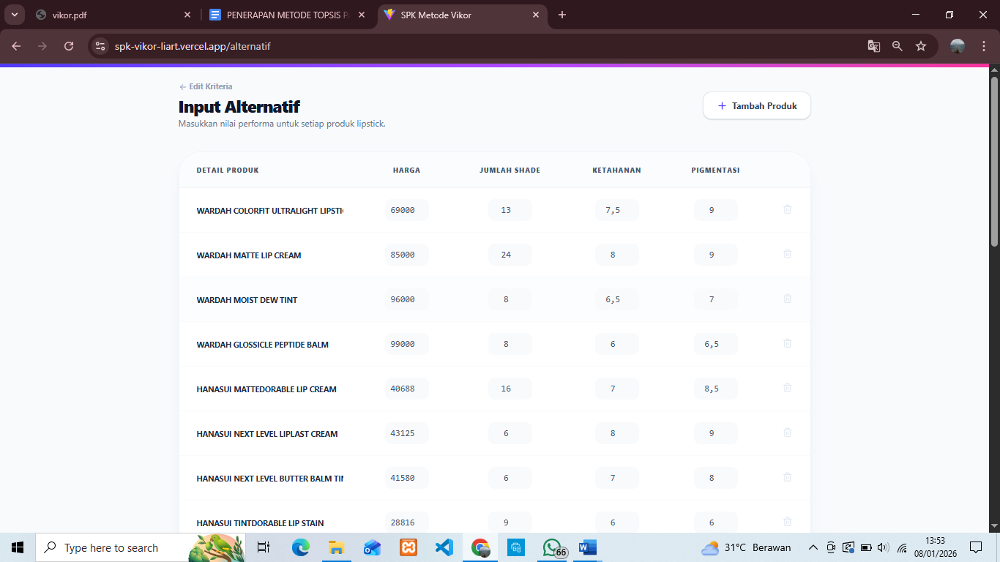 vikor.pdf
PENERAPAN METODE TOPSIS P
SPK Metode Vikor
spk-vikor-liart.vercel.app/alternatif
← Edit Kriteria
Input Alternatif
Masukkan nilai performa untuk setiap produk lipstick.
+ Tambah Produk
DETAIL PRODUK HARGA JUMLAH SHADE KETAHANAN PIGMENTASI
WARDAH COLORFIT ULTRALIGHT LIPSTI 69000 13 7,5 9
WARDAH MATTE LIP CREAM 85000 24 8 9
WARDAH MOIST DEW TINT 96000 8 6,5 7
WARDAH GLOSSICLE PEPTIDE BALM 99000 8 6 6,5
HANASUI MATTEDORABLE LIP CREAM 40688 16 7 8,5
HANASUI NEXT LEVEL LIPLAST CREAM 43125 6 8 9
HANASUI NEXT LEVEL BUTTER BALM TI 41580 6 7 8
HANASUI TINTDORABLE LIP STAIN 28816 9 6 6
Type here to search
66
31°C Berawan
13:53
08/01/2026